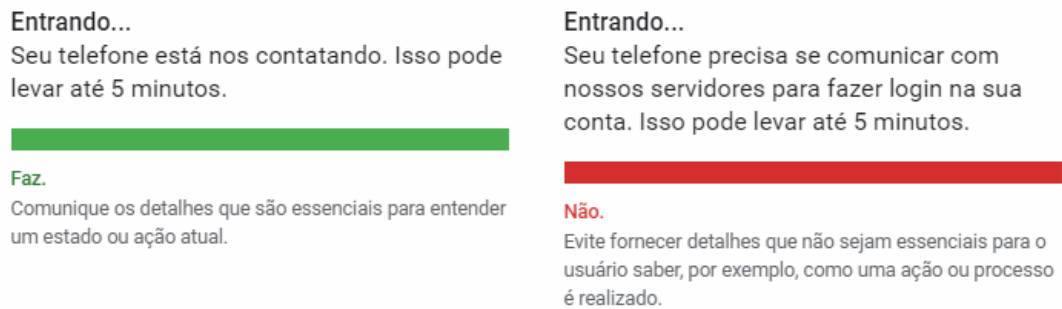 Entrando...
Seu telefone está nos contatando. Isso pode
levar até 5 minutos.
Faz.
Comunique os detalhes que são essenciais para entender
um estado ou ação atual.
Entrando...
Seu telefone precisa se comunicar com
nossos servidores para fazer login na sua
conta. Isso pode levar até 5 minutos.
Não.
Evite fornecer detalhes que não sejam essenciais para o
usuário saber, por exemplo, como uma ação ou processo
é realizado.